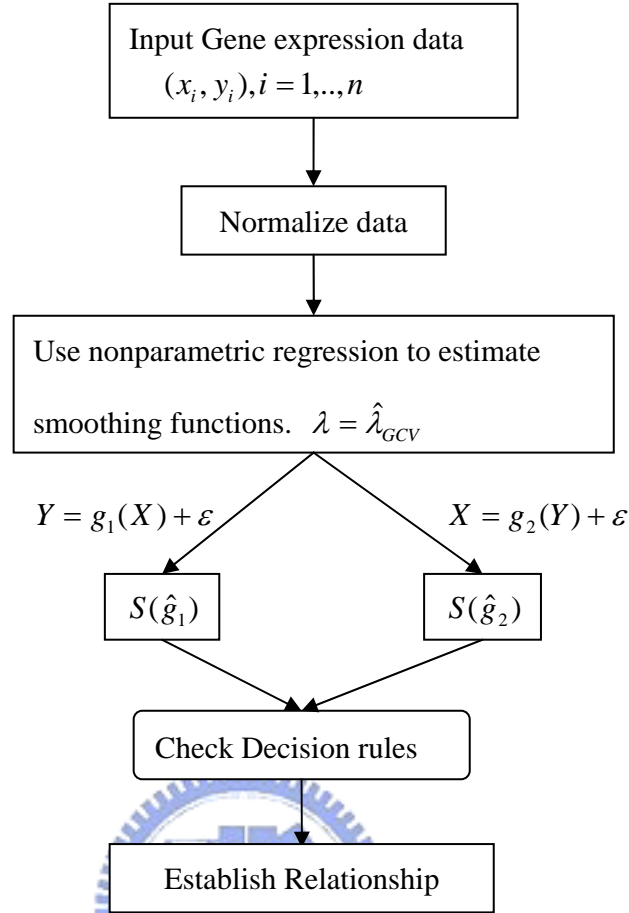 Input Gene expression data
(x_i, y_i), i = 1,..,n
Normalize data
Use nonparametric regression to estimate
smoothing functions. λ = λ̂_GCV
Y = g_1(X) + ε
X = g_2(Y) + ε
S(ĝ_1)
S(ĝ_2)
Check Decision rules
Establish Relationship